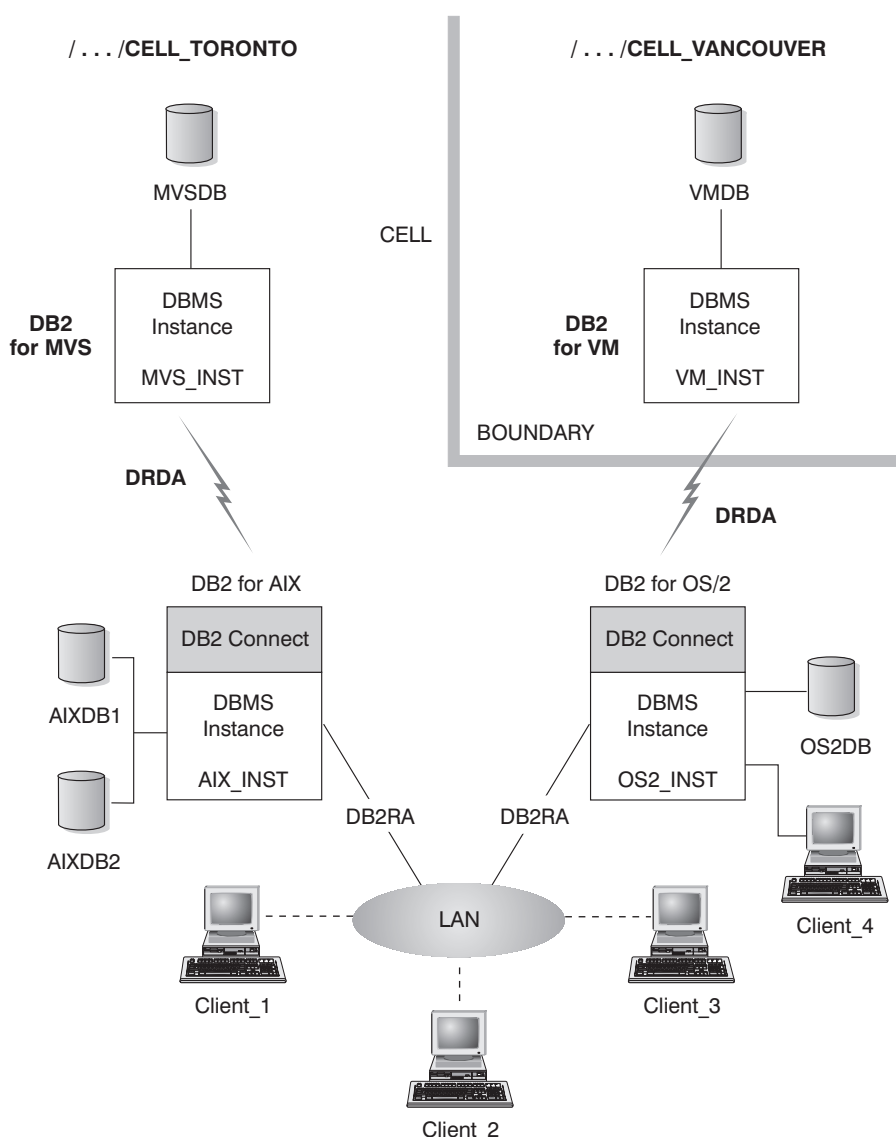 / . . . /CELL_TORONTO
/ . . . /CELL_VANCOUVER
MVSDB
VMDB
CELL
DB2
for MVS
DBMS
Instance
MVS_INST
DB2
for VM
DBMS
Instance
VM_INST
BOUNDARY
DRDA
DRDA
DB2 for AIX
DB2 for OS/2
DB2 Connect
DB2 Connect
AIXDB1
DBMS
Instance
AIX_INST
DBMS
Instance
OS2_INST
OS2DB
AIXDB2
DB2RA
DB2RA
LAN
Client_4
Client_1
Client_3
Client_2